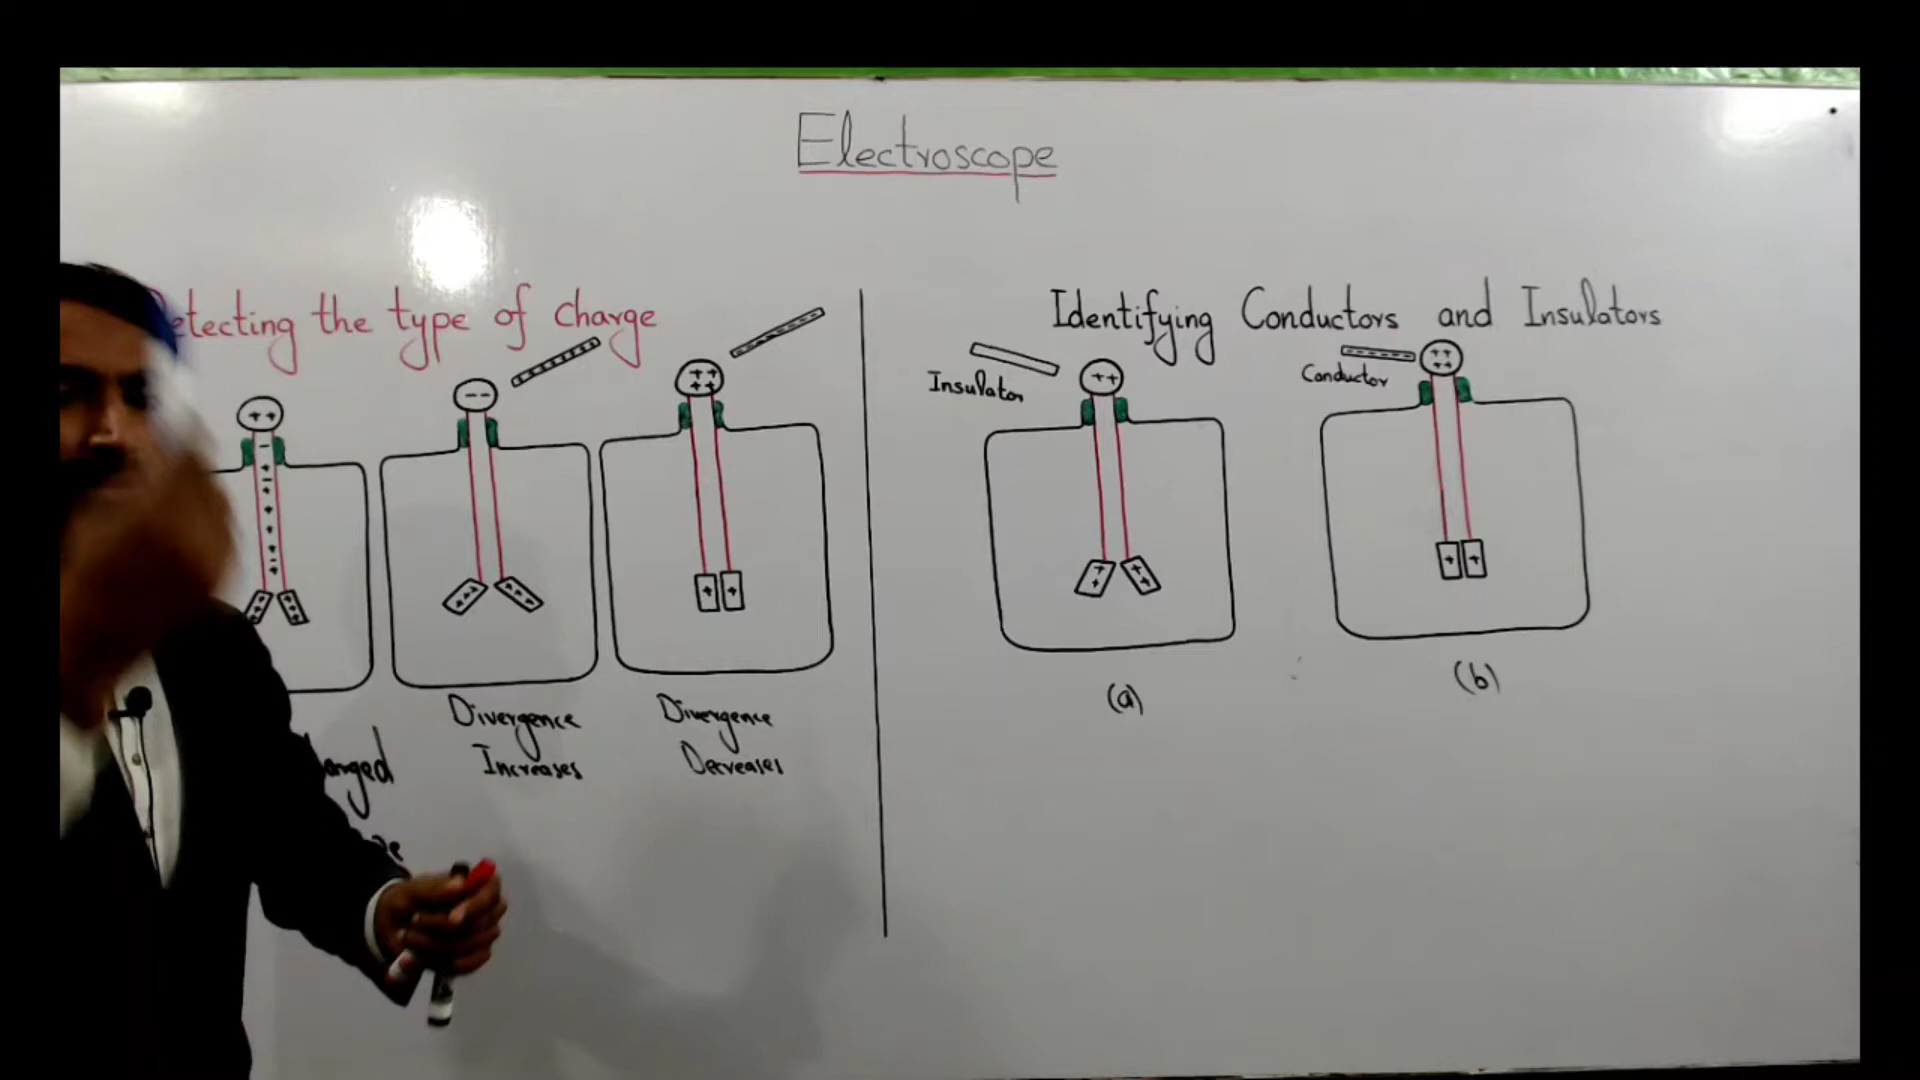 Electroscope
etecting the type of charge
Divergence
Increases
Divergence
Decreases
Identifying Conductors and Insulators
Insulator
Conductor
(a)
(b)